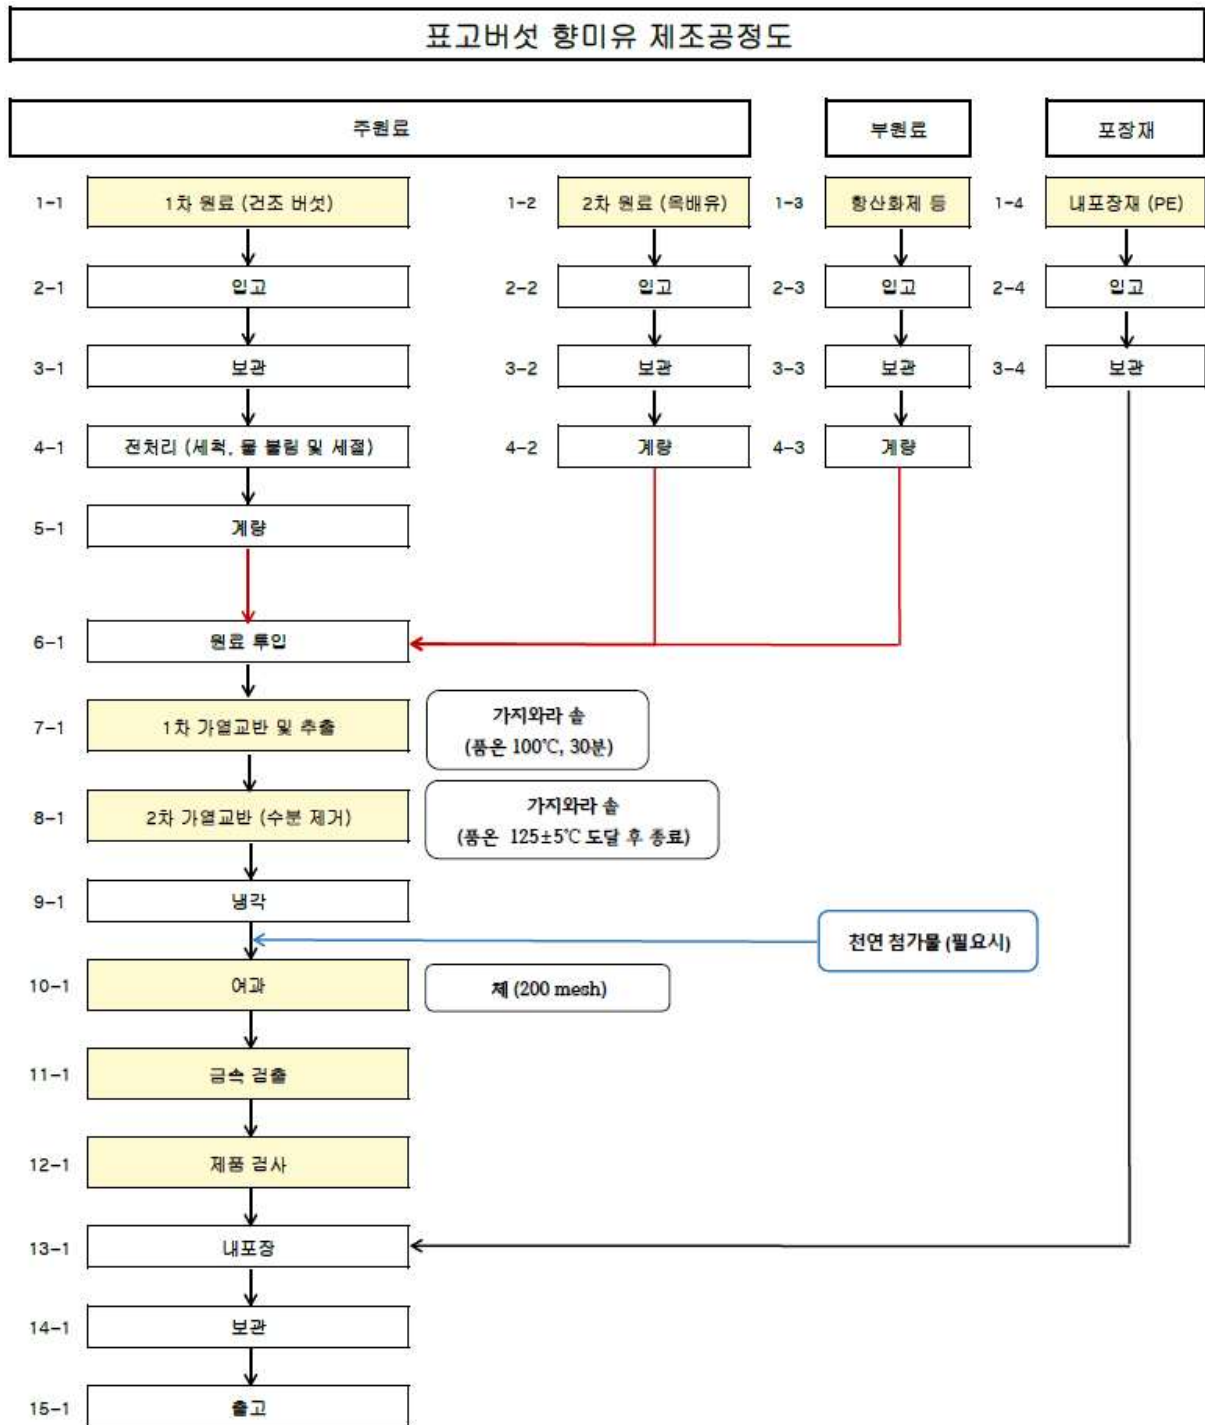 표고버섯 향미유 제조공정도
주원료
부원료
포장재
1-1 1차 원료 (건조 버섯) 1-2 2차 원료 (옥배유) 1-3 항산화제 등 1-4 내포장재 (PE)
2-1 입고 2-2 입고 2-3 입고 2-4 입고
3-1 보관 3-2 보관 3-3 보관 3-4 보관
4-1 전처리 (세척, 물 불림 및 세절) 4-2 계량 4-3 계량
5-1 계량
6-1 원료 투입
7-1 1차 가열교반 및 추출
가지와라 솥
(품온 100℃, 30분)
8-1 2차 가열교반 (수분 제거)
가지와라 솥
(품온 125±5℃ 도달 후 종료)
9-1 냉각
천연 첨가물 (필요시)
10-1 여과 체 (200 mesh)
11-1 금속 검출
12-1 제품 검사
13-1 내포장
14-1 보관
15-1 출고